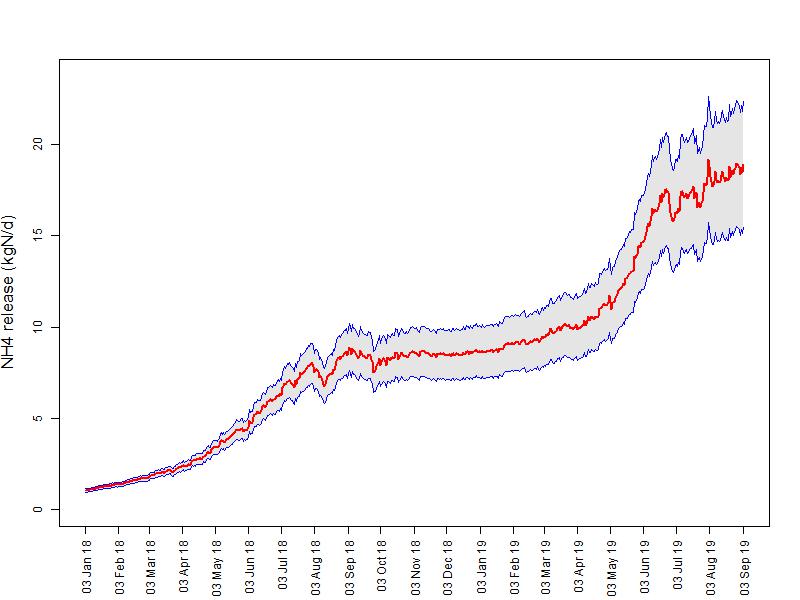 NH4 release (kgN/d)
20
15
10
5
0
03 Jan 18
03 Feb 18
03 Mar 18
03 Apr 18
03 May 18
03 Jun 18
03 Jul 18
03 Aug 18
03 Sep 18
03 Oct 18
03 Nov 18
03 Dec 18
03 Jan 19
03 Feb 19
03 Mar 19
03 Apr 19
03 May 19
03 Jun 19
03 Jul 19
03 Aug 19
03 Sep 19